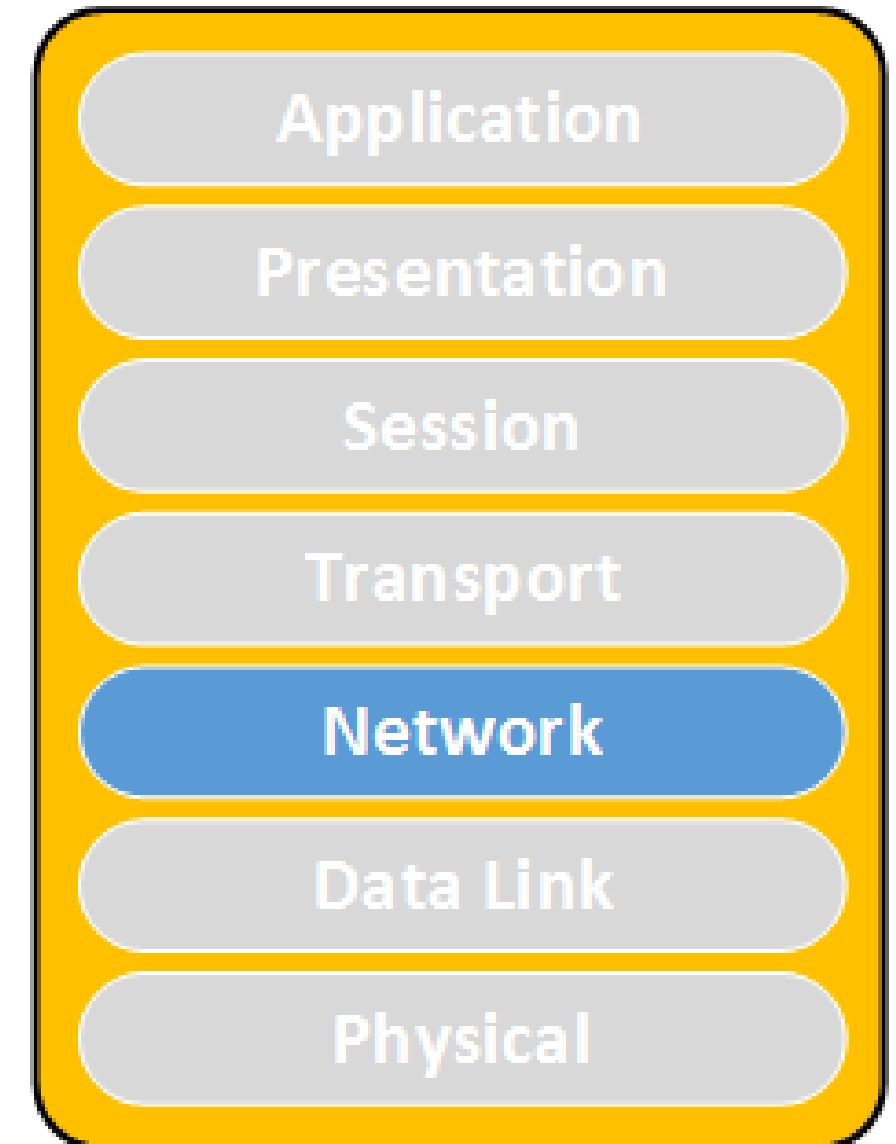 Application
Presentation
Session
Transport
Network
Data Link
Physical